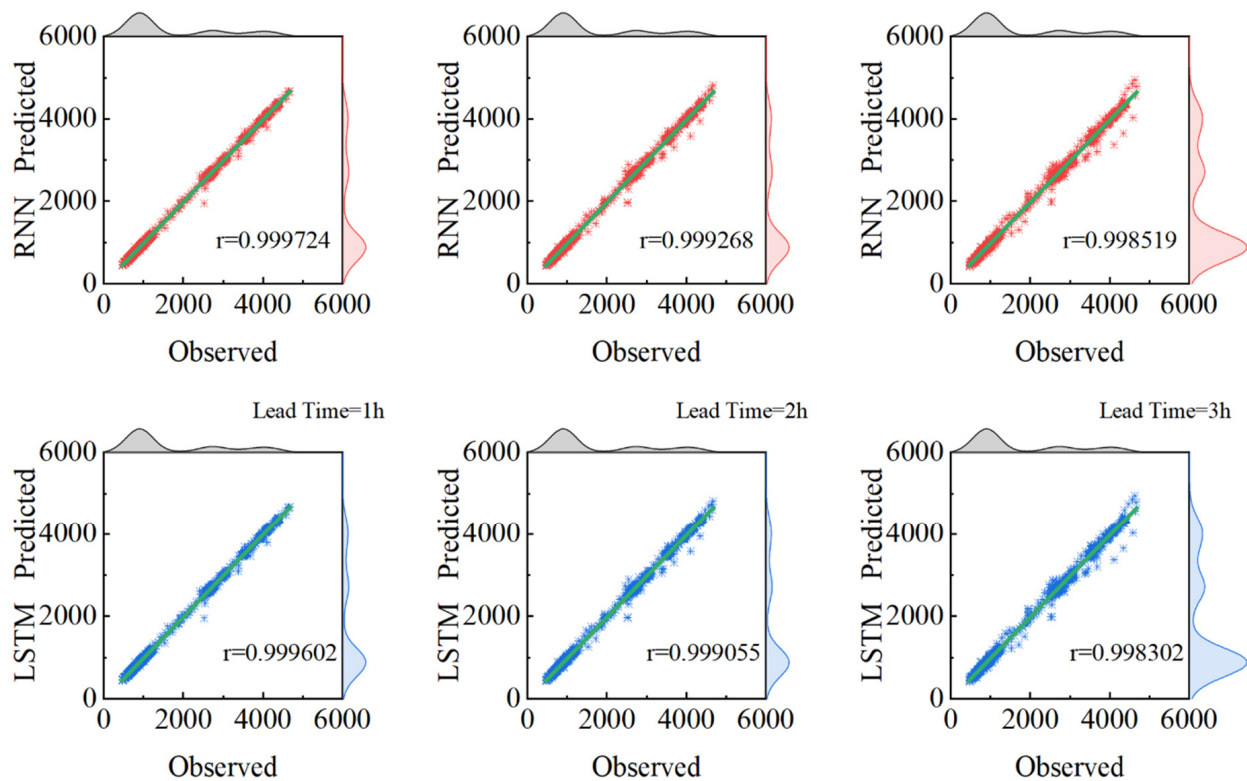 6000
4000
2000
0
RNN Predicted
r=0.999724
0 2000 4000 6000
Observed
6000
4000
2000
0
RNN Predicted
r=0.999268
0 2000 4000 6000
Observed
6000
4000
2000
0
RNN Predicted
r=0.998519
0 2000 4000 6000
Observed
Lead Time=1h
6000
4000
2000
0
LSTM Predicted
r=0.999602
0 2000 4000 6000
Observed
Lead Time=2h
6000
4000
2000
0
LSTM Predicted
r=0.999055
0 2000 4000 6000
Observed
Lead Time=3h
6000
4000
2000
0
LSTM Predicted
r=0.998302
0 2000 4000 6000
Observed